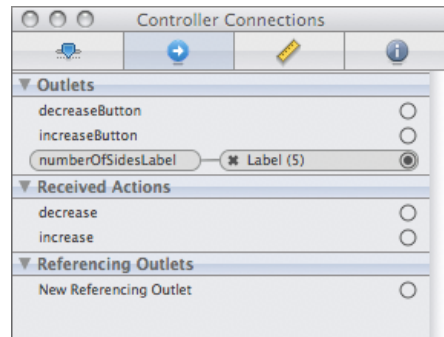 Controller Connections
Outlets
decreaseButton
increaseButton
numberOfSidesLabel Label (5)
Received Actions
decrease
increase
Referencing Outlets
New Referencing Outlet